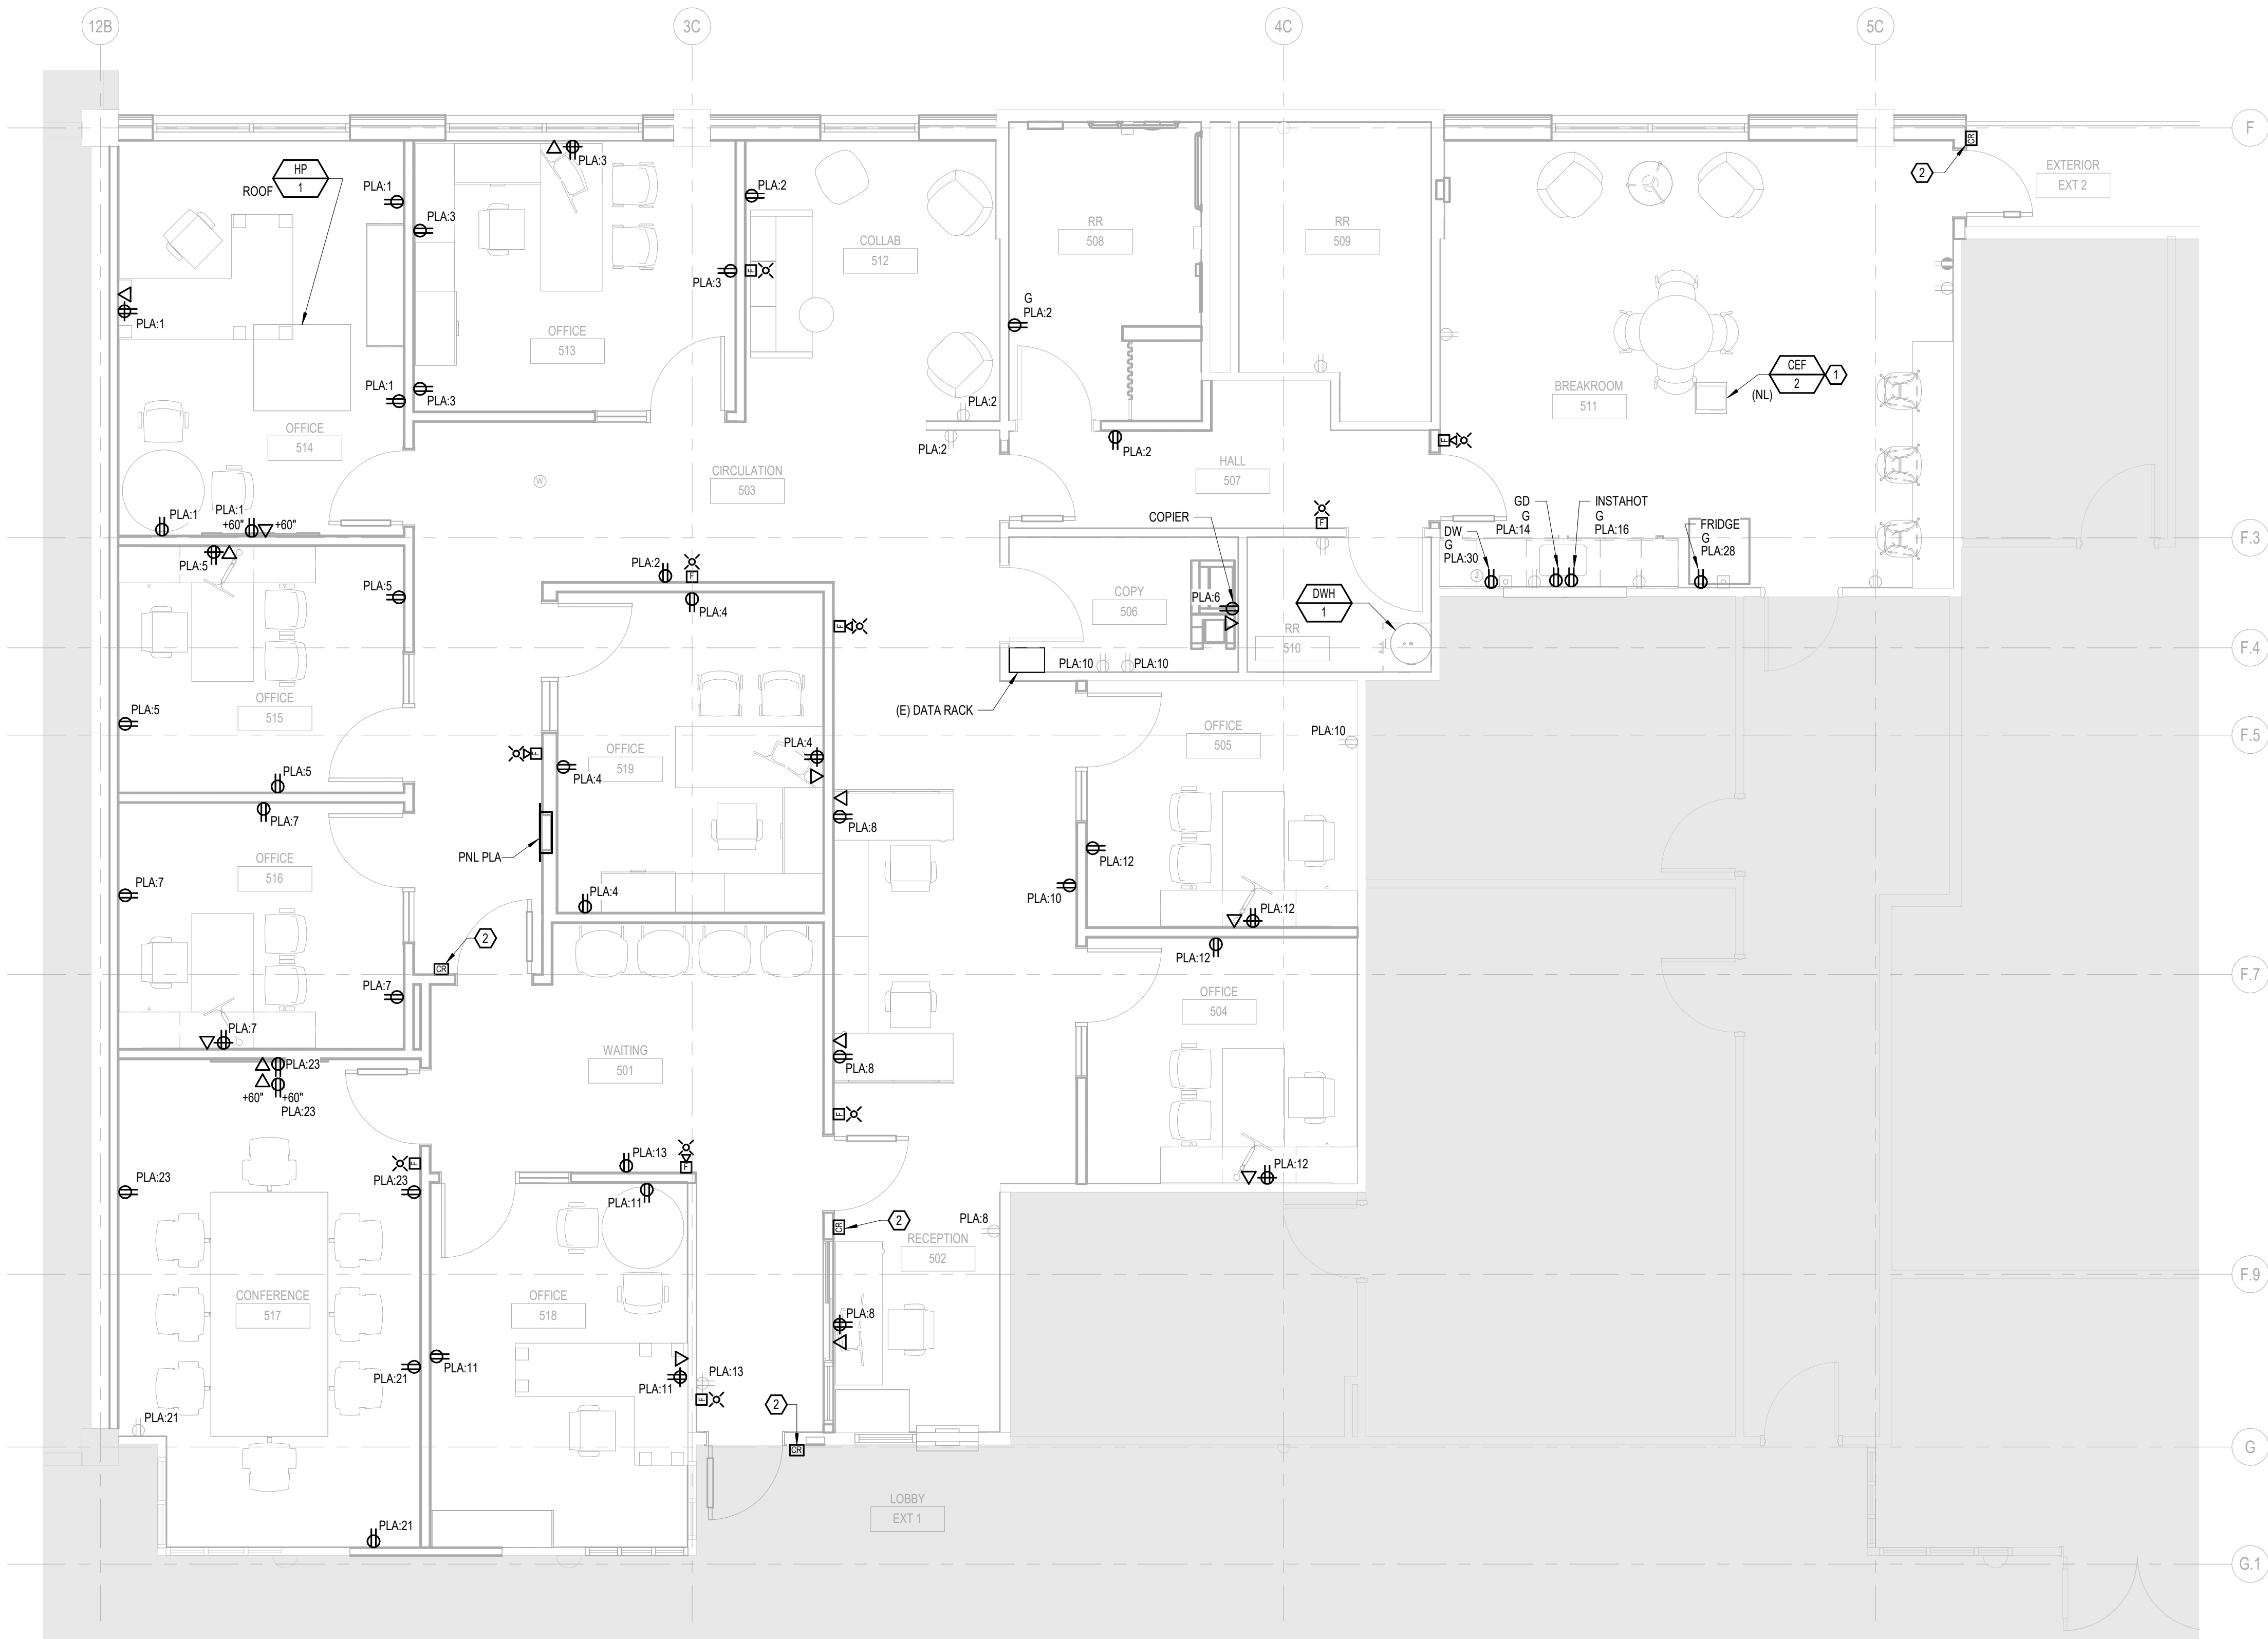 12B
3C
4C
5C
F
HP
1
ROOF
PLA:1
PLA:3
PLA:2
CR
2
EXTERIOR
EXT 2
PLA:3
RR
508
RR
509
COLLAB
512
PLA:3
F
G
PLA:2
PLA:1
OFFICE
513
PLA:1
PLA:3
PLA:2
BREAKROOM
511
CEF
2
1
(NL)
OFFICE
514
PLA:2
PLA:2
F
HALL
507
CIRCULATION
503
W
PLA:1
PLA:1
+60"
+60"
COPIER
F
GD
G
PLA:14
INSTAHOT
G
PLA:16
DW
G
PLA:30
FRIDGE
G
PLA:28
J
F.3
PLA:5
PLA:5
PLA:2
F
PLA:4
F
COPY
506
PLA:6
DWH
1
RR
510
F.4
PLA:10
PLA:10
OFFICE
515
PLA:5
(E) DATA RACK
F
OFFICE
519
PLA:4
PLA:4
OFFICE
505
PLA:10
F.5
PLA:5
PLA:7
PLA:8
PNL PLA
OFFICE
516
PLA:7
PLA:12
PLA:4
PLA:10
PLA:12
2
CR
PLA:12
F.7
PLA:7
OFFICE
504
PLA:7
WAITING
501
PLA:23
+60"
+60"
PLA:23
PLA:8
F
PLA:13
F
F
PLA:23
PLA:23
PLA:11
PLA:12
CR
2
PLA:8
RECEPTION
502
F.9
CONFERENCE
517
OFFICE
518
PLA:8
PLA:21
PLA:11
PLA:11
PLA:13
F
PLA:21
2
CR
G
LOBBY
EXT 1
PLA:21
G.1